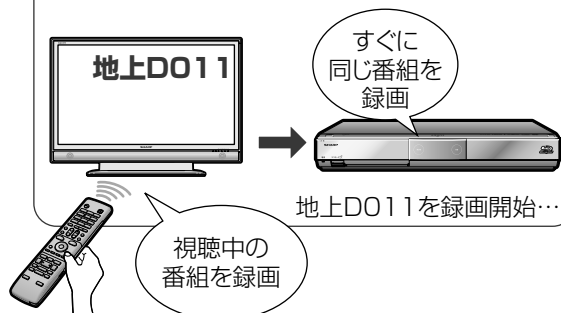 地上D011
すぐに
同じ番組を
録画
地上D011を録画開始…
視聴中の
番組を録画